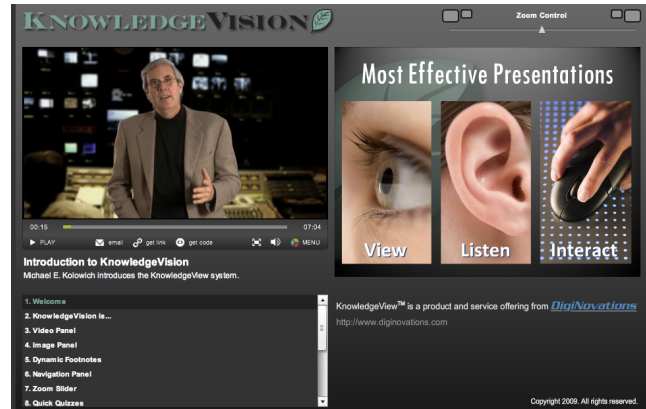 KNOWLEDGEVISION
Zoom Control
Most Effective Presentations
View Listen Interact
00:15 07:04
PLAY email get link get code MENU
Introduction to KnowledgeVision
Michael E. Kolowich introduces the KnowledgeView system.
1. Welcome
2. KnowledgeVision is...
3. Video Panel
4. Image Panel
5. Dynamic Footnotes
6. Navigation Panel
7. Zoom Slider
8. Quick Quizzes
KnowledgeView™ is a product and service offering from DigiNovations
http://www.diginovations.com
Copyright 2009. All rights reserved.